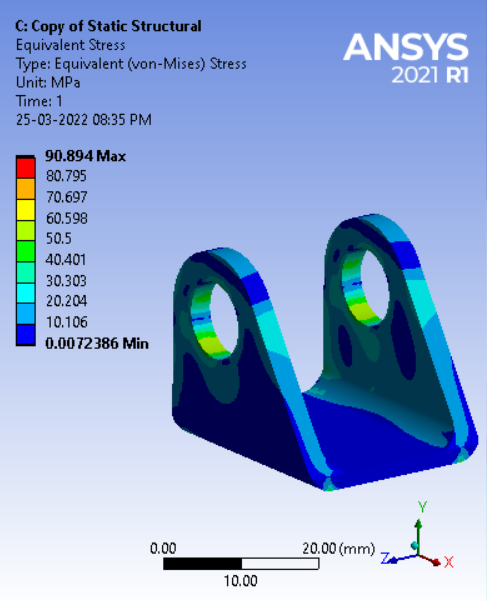 C: Copy of Static Structural
Equivalent Stress
Type: Equivalent (von-Mises) Stress
Unit: MPa
Time: 1
25-03-2022 08:35 PM
ANSYS
2021 R1
90.894 Max
80.795
70.697
60.598
50.5
40.401
30.303
20.204
10.106
0.0072386 Min
0.00
20.00 (mm)
10.00
Y
Z
X